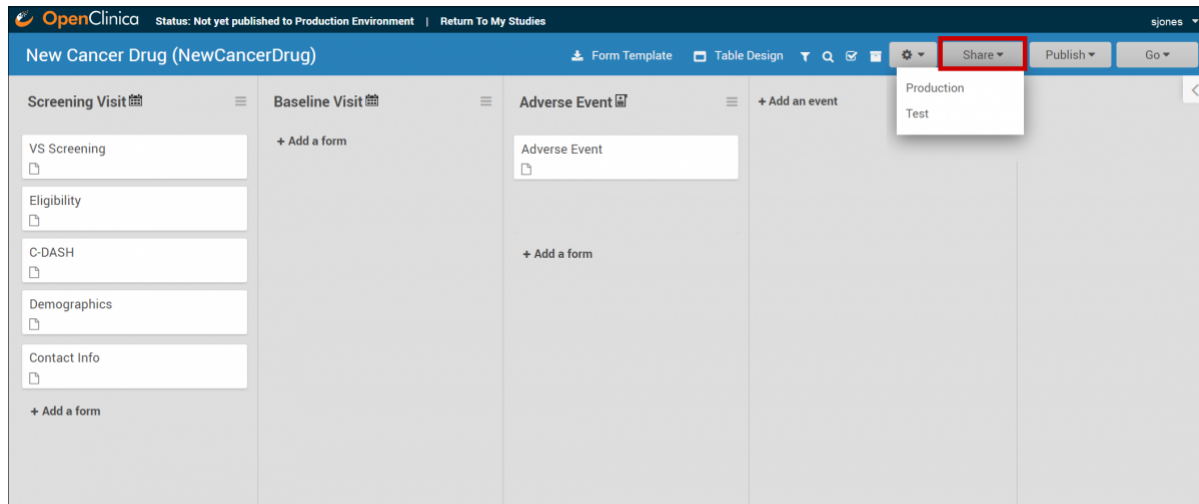 OpenClinica Status: Not yet published to Production Environment | Return To My Studies sjones
New Cancer Drug (NewCancerDrug) Form Template Table Design Share Publish Go
Production
Test
Screening Visit Baseline Visit Adverse Event + Add an event
VS Screening
+ Add a form
Adverse Event
Eligibility
C-DASH
+ Add a form
Demographics
Contact Info
+ Add a form